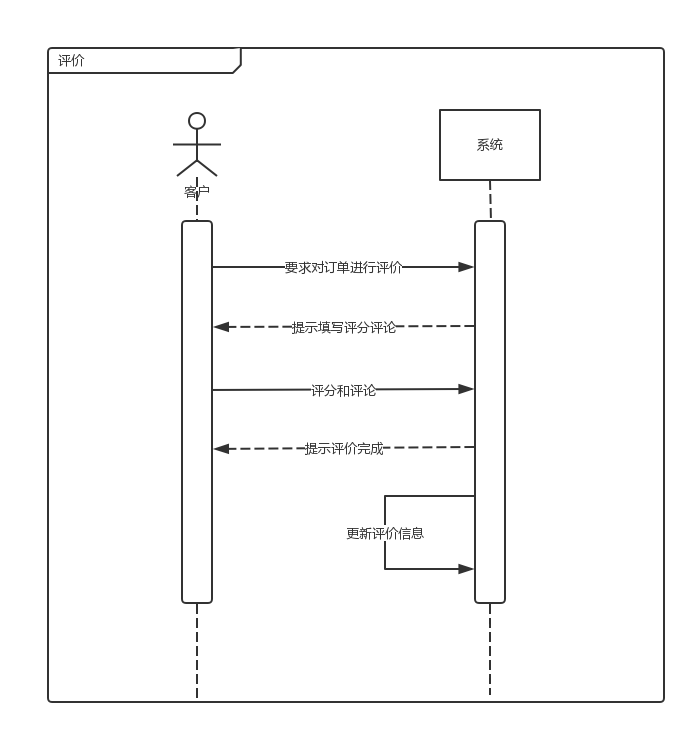 评价
系统
客户
要求对订单进行评价
提示填写评分评论
评分和评论
提示评价完成
更新评价信息